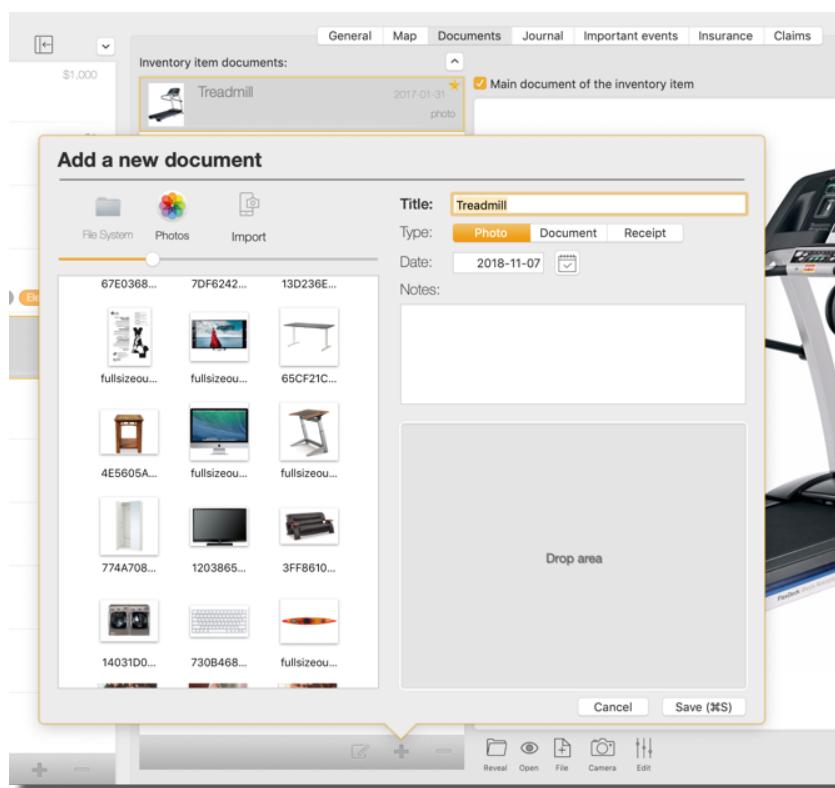 General Map Documents Journal Important events Insurance Claims
$1,000
Inventory item documents:
Treadmill
2017-01-31
photo
Main document of the inventory item
Add a new document
File System Photos Import
67E0368... 7DF6242... 13D236E...
fullsizeou... fullsizeou... 65CF21C...
4E5605A... fullsizeou... fullsizeou...
774A708... 1203865... 3FF8610...
14031D0... 730B468... fullsizeou...
Title: Treadmill
Type: Photo Document Receipt
Date: 2018-11-07
Notes:
Drop area
Cancel Save (⌘S)
Reveal Open File Camera Edit